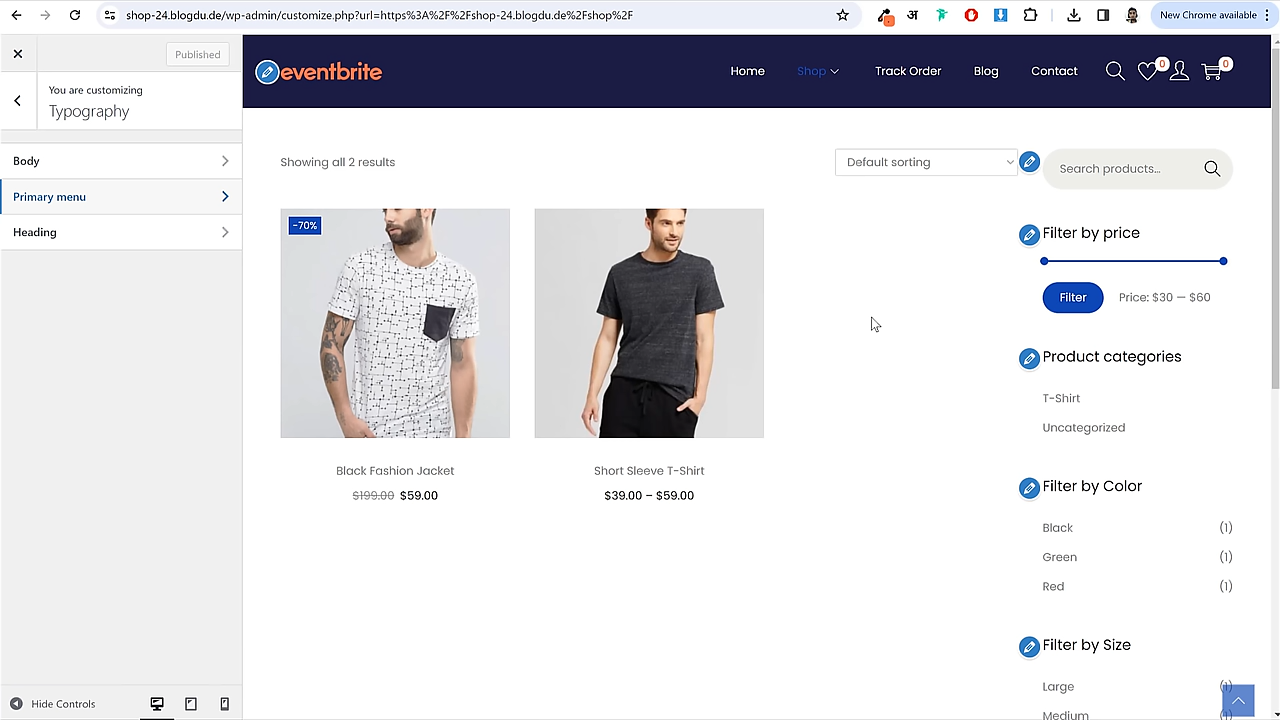 shop-24.blogdu.de/wp-admin/customize.php?url=https%3A%2F%2Fshop-24.blogdu.de%2Fshop%2F
अ
New Chrome available
Published
You are customizing
Typography
Body
Primary menu
Heading
Hide Controls
eventbrite
Home
Shop
Track Order
Blog
Contact
0
0
Showing all 2 results
Default sorting
Search products...
-70%
Black Fashion Jacket
$199.00 $59.00
Short Sleeve T-Shirt
$39.00 – $59.00
Filter by price
Filter
Price: $30 — $60
Product categories
T-Shirt
Uncategorized
Filter by Color
Black (1)
Green (1)
Red (1)
Filter by Size
Large (1)
Medium